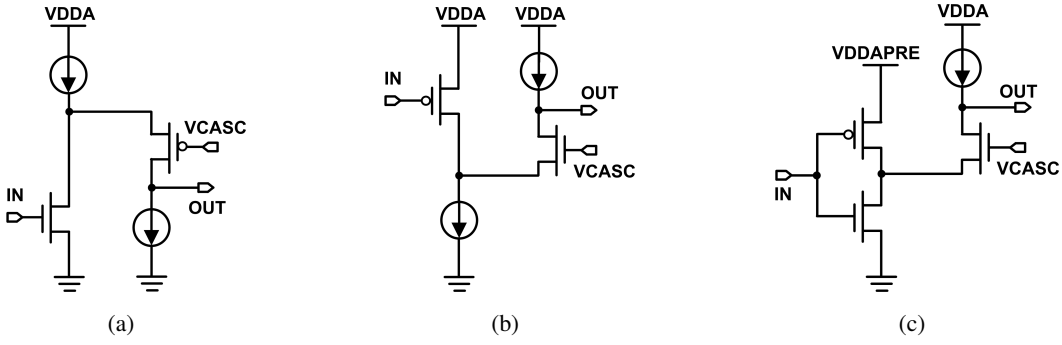 VDDA
IN
VCASC
OUT
(a)
VDDA
VDDA
IN
OUT
VCASC
(b)
VDDA
VDDAPRE
OUT
VCASC
IN
(c)